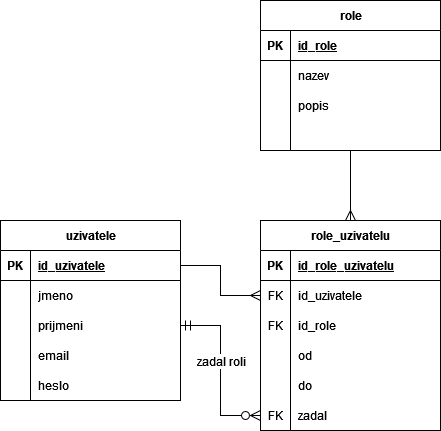 role
PK id_role
nazev
popis
uzivatele
PK id_uzivatele
jmeno
prijmeni
email
heslo
zadal roli
role_uzivatelu
PK id_role_uzivatelu
FK id_uzivatele
FK id_role
od
do
FK zadal